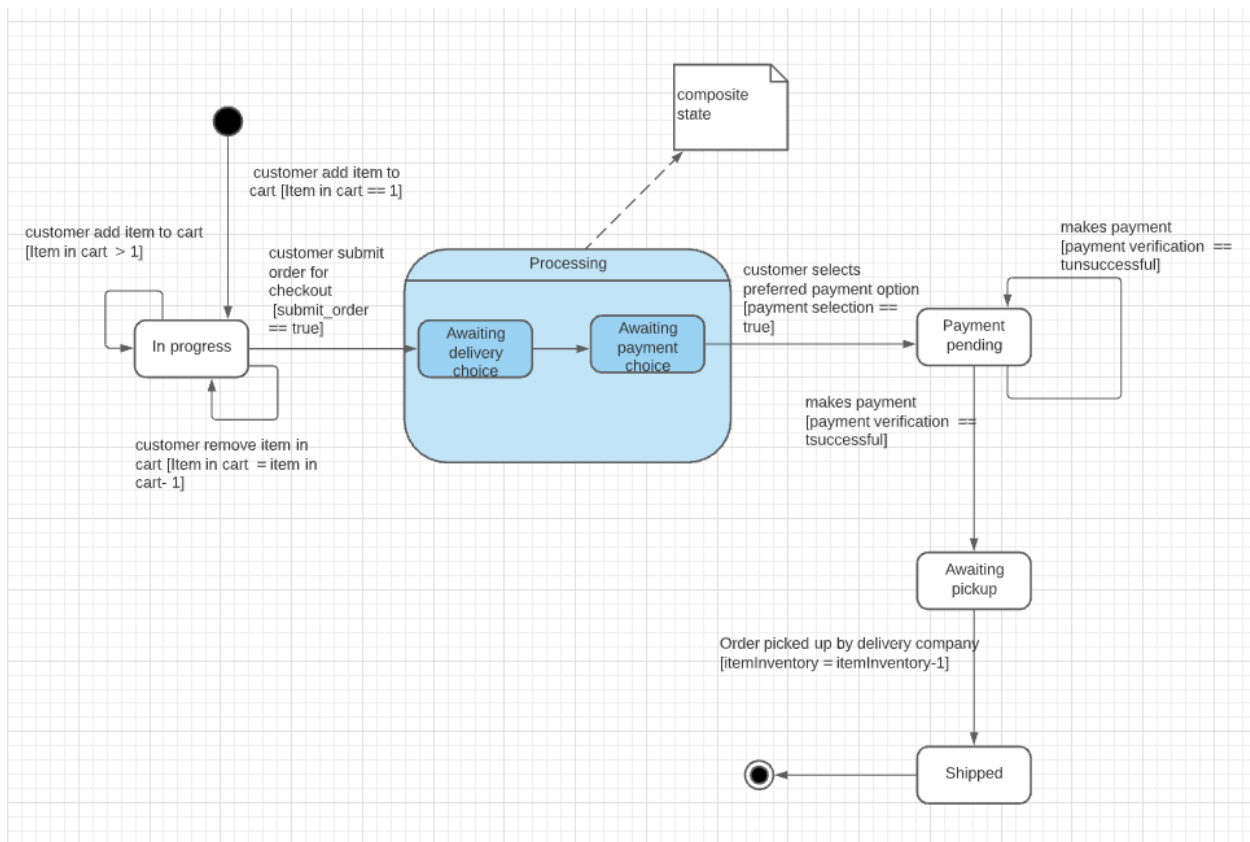 composite
state
customer add item to
cart [Item in cart == 1]
customer add item to cart
[Item in cart > 1]
customer submit
order for
checkout
[submit_order
== true]
In progress
customer remove item in
cart [Item in cart = item in
cart- 1]
Processing
Awaiting
delivery
choice
Awaiting
payment
choice
customer selects
preferred payment option
[payment selection ==
true]
makes payment
[payment verification ==
tunsuccessful]
Payment
pending
makes payment
[payment verification ==
tsuccessful]
Awaiting
pickup
Order picked up by delivery company
[itemInventory = itemInventory-1]
Shipped